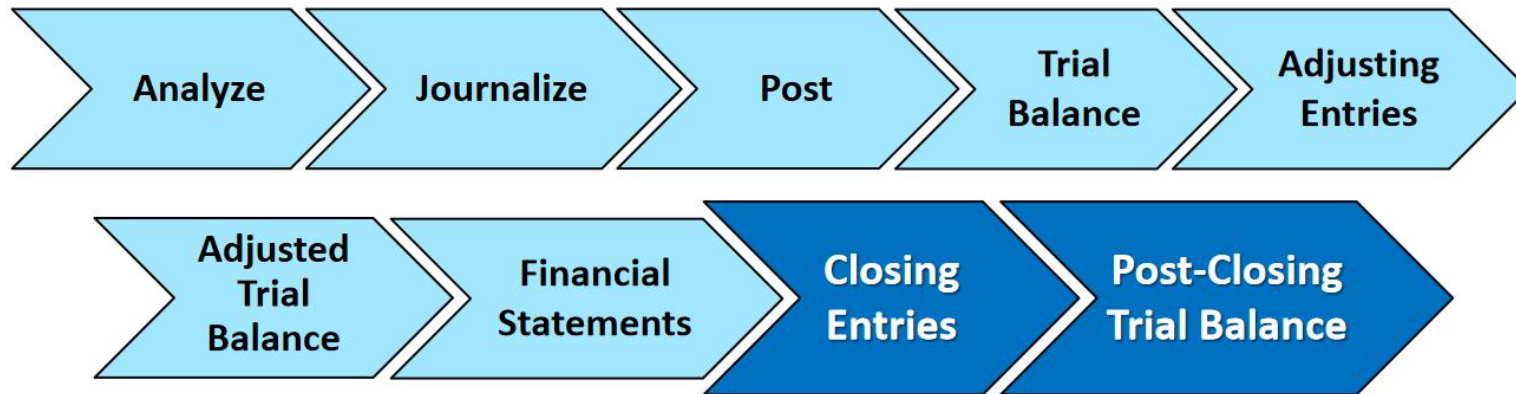 Analyze
Journalize
Post
Trial
Balance
Adjusting
Entries
Adjusted
Trial
Balance
Financial
Statements
Closing
Entries
Post-Closing
Trial Balance